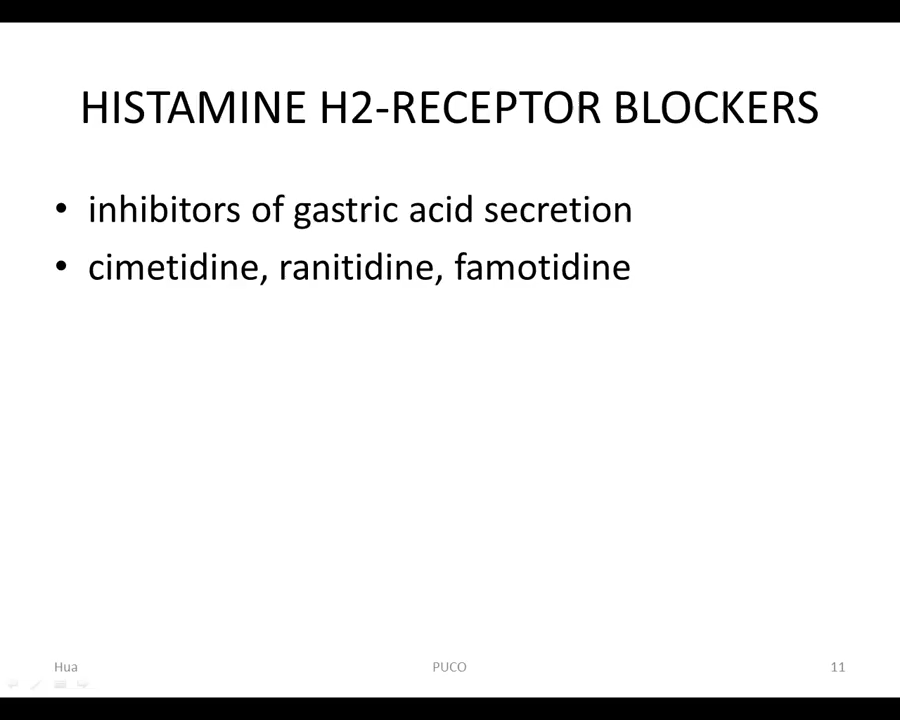 HISTAMINE H2-RECEPTOR BLOCKERS
• inhibitors of gastric acid secretion
• cimetidine, ranitidine, famotidine
Hua
PUCO
11